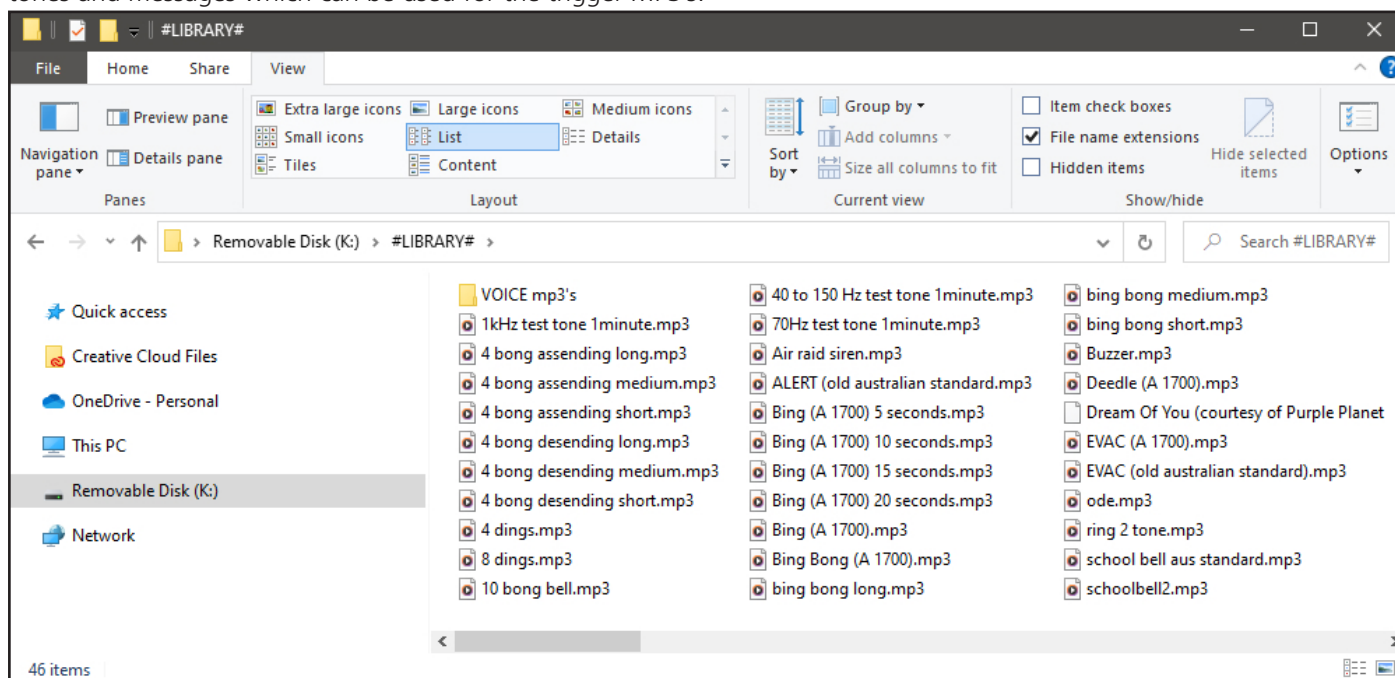 tones and messages which can be used for the trigger mp3s.
#LIBRARY#
File Home Share View
Navigation pane
Preview pane
Details pane
Panes
Extra large icons Large icons Medium icons
Small icons List Details
Tiles Content
Layout
Sort by
Group by
Add columns
Size all columns to fit
Current view
Item check boxes
File name extensions
Hidden items
Hide selected items
Show/hide
Options
Removable Disk (K:) > #LIBRARY# >
Search #LIBRARY#
Quick access
Creative Cloud Files
OneDrive - Personal
This PC
Removable Disk (K:)
Network
VOICE mp3's
1kHz test tone 1minute.mp3
4 bong assending long.mp3
4 bong assending medium.mp3
4 bong assending short.mp3
4 bong desending long.mp3
4 bong desending medium.mp3
4 bong desending short.mp3
4 dings.mp3
8 dings.mp3
10 bong bell.mp3
40 to 150 Hz test tone 1minute.mp3
70Hz test tone 1minute.mp3
Air raid siren.mp3
ALERT (old australian standard.mp3
Bing (A 1700) 5 seconds.mp3
Bing (A 1700) 10 seconds.mp3
Bing (A 1700) 15 seconds.mp3
Bing (A 1700) 20 seconds.mp3
Bing (A 1700).mp3
Bing Bong (A 1700).mp3
bing bong long.mp3
bing bong medium.mp3
bing bong short.mp3
Buzzer.mp3
Deedle (A 1700).mp3
Dream Of You (courtesy of Purple Planet
EVAC (A 1700).mp3
EVAC (old australian standard).mp3
ode.mp3
ring 2 tone.mp3
school bell aus standard.mp3
schoolbell2.mp3
46 items